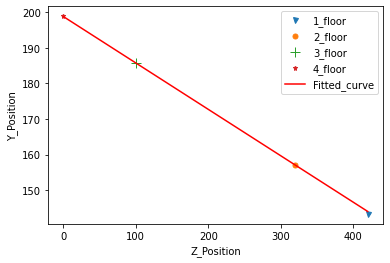 200
190
180
170
160
150
Y_Position
0
100
200
300
400
Z_Position
1_floor
2_floor
3_floor
4_floor
Fitted_curve